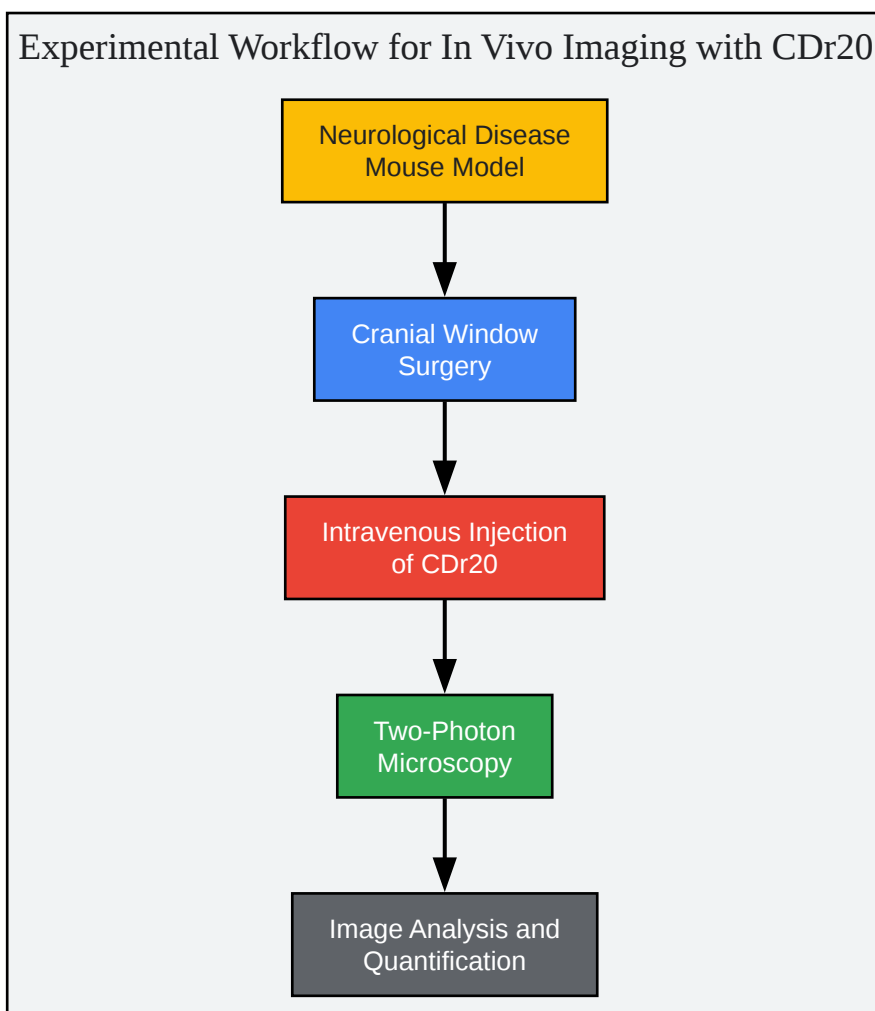 Experimental Workflow for In Vivo Imaging with CDr20
Neurological Disease
Mouse Model
Cranial Window
Surgery
Intravenous Injection
of CDr20
Two-Photon
Microscopy
Image Analysis and
Quantification